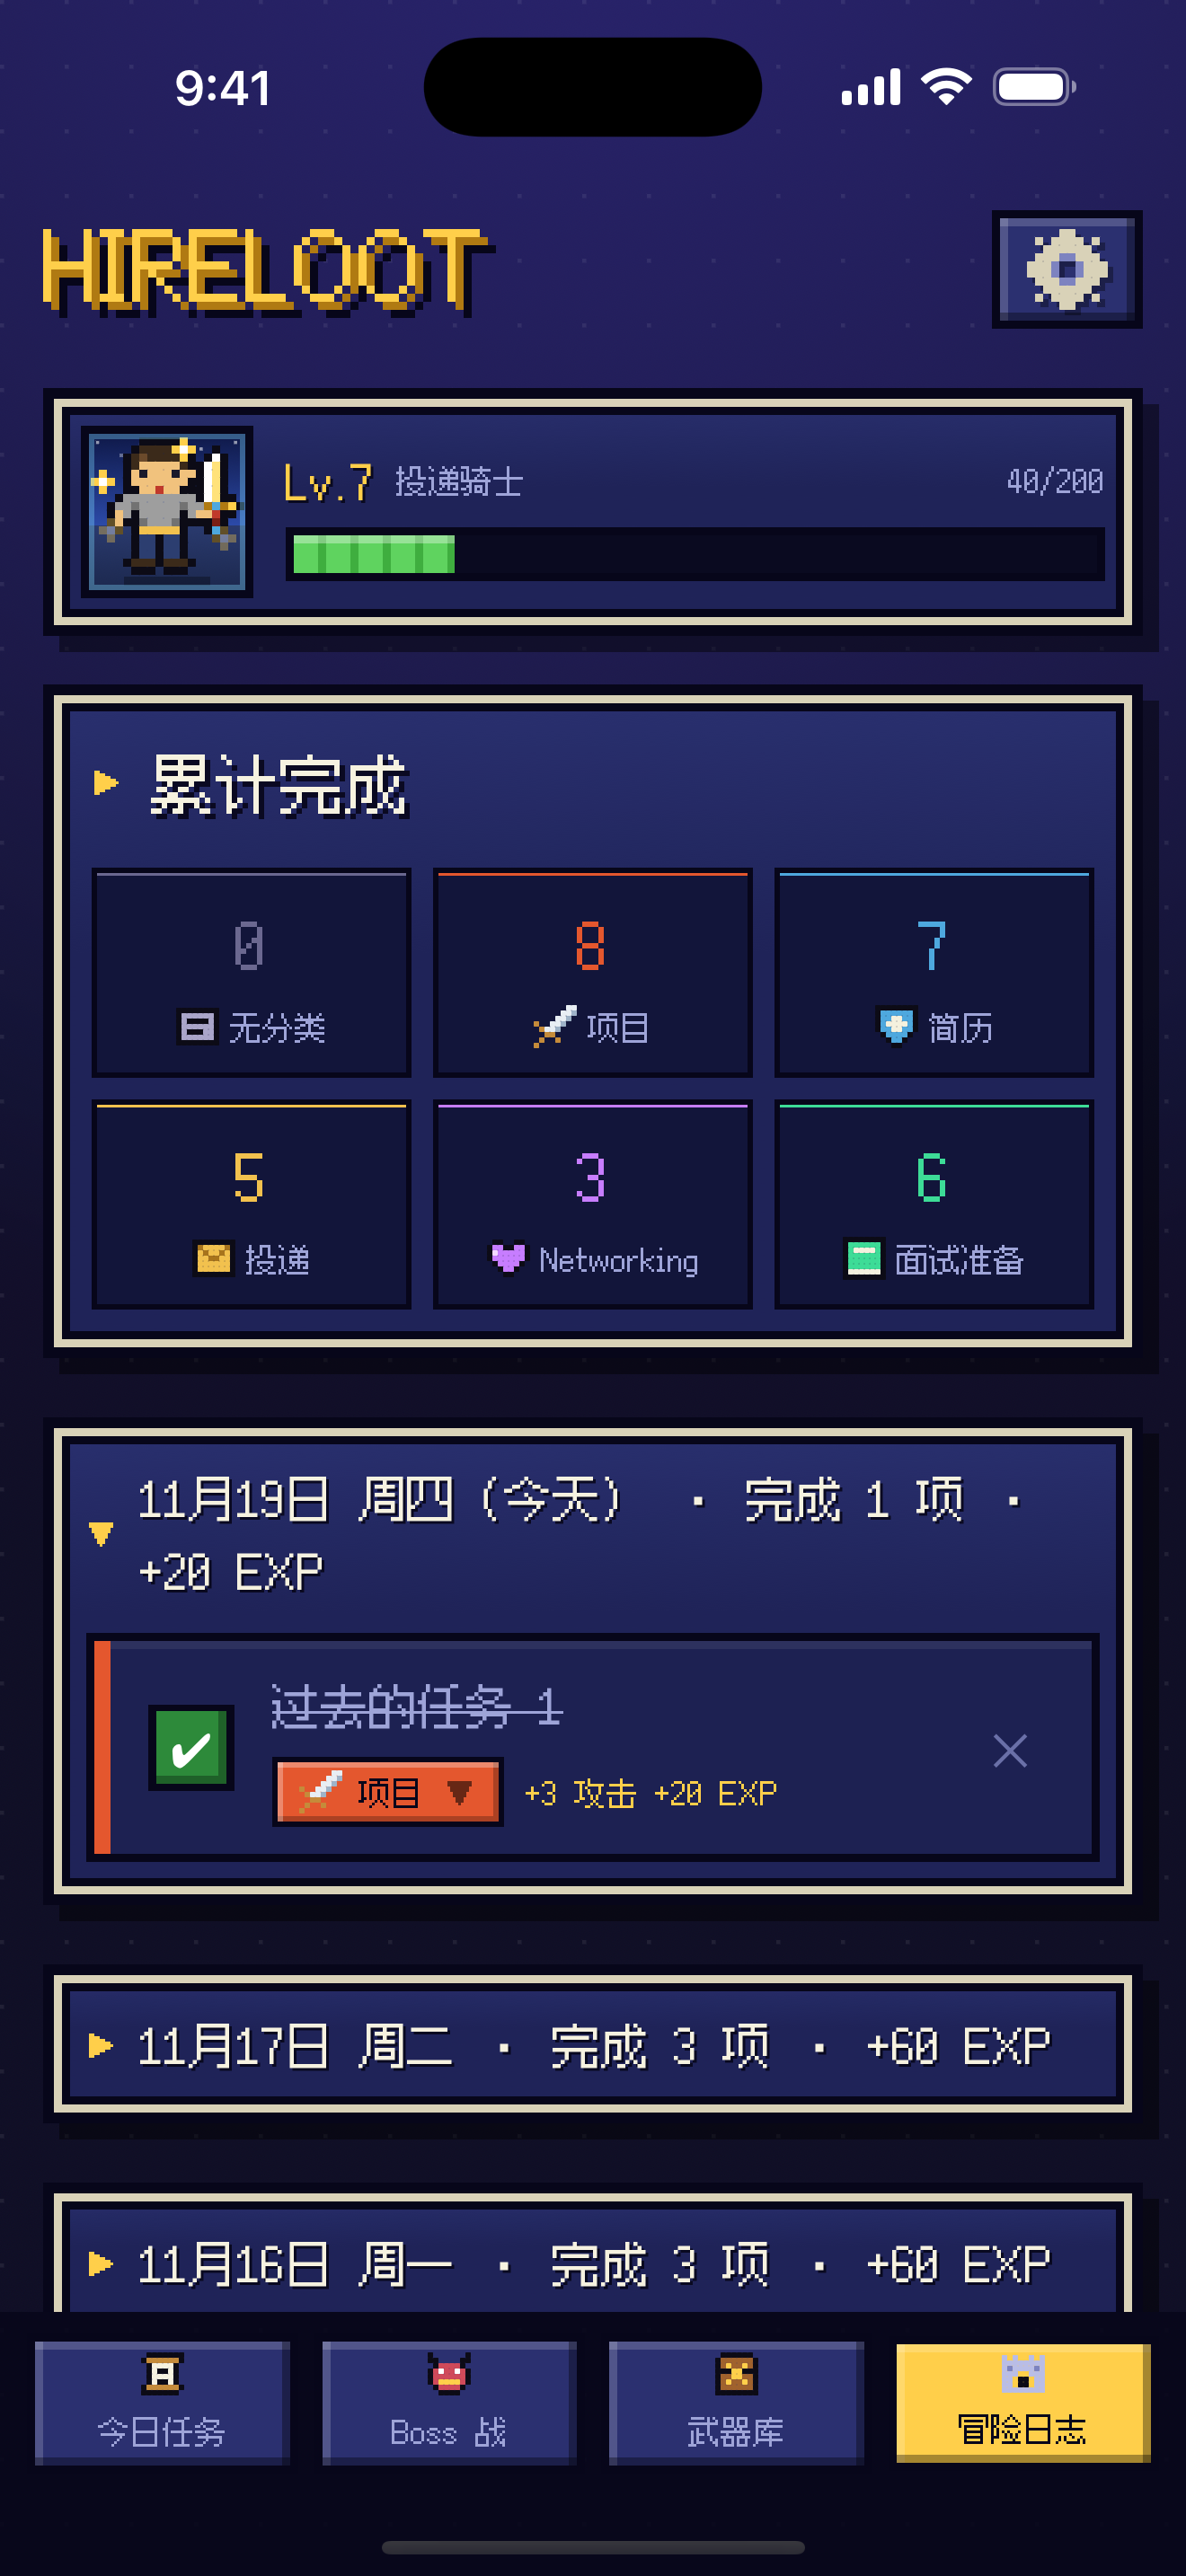 9:41
HIRELOOT
Lv.7 投递骑士 40/200
累计完成
0 8 7
无分类 项目 简历
5 3 6
投递 Networking 面试准备
11月19日 周四 (今天) · 完成 1 项 ·
+20 EXP
过去的任务 1
项目 +3 攻击 +20 EXP
11月17日 周二 · 完成 3 项 · +60 EXP
11月16日 周一 · 完成 3 项 · +60 EXP
今日任务 Boss 战 武器库 冒险日志